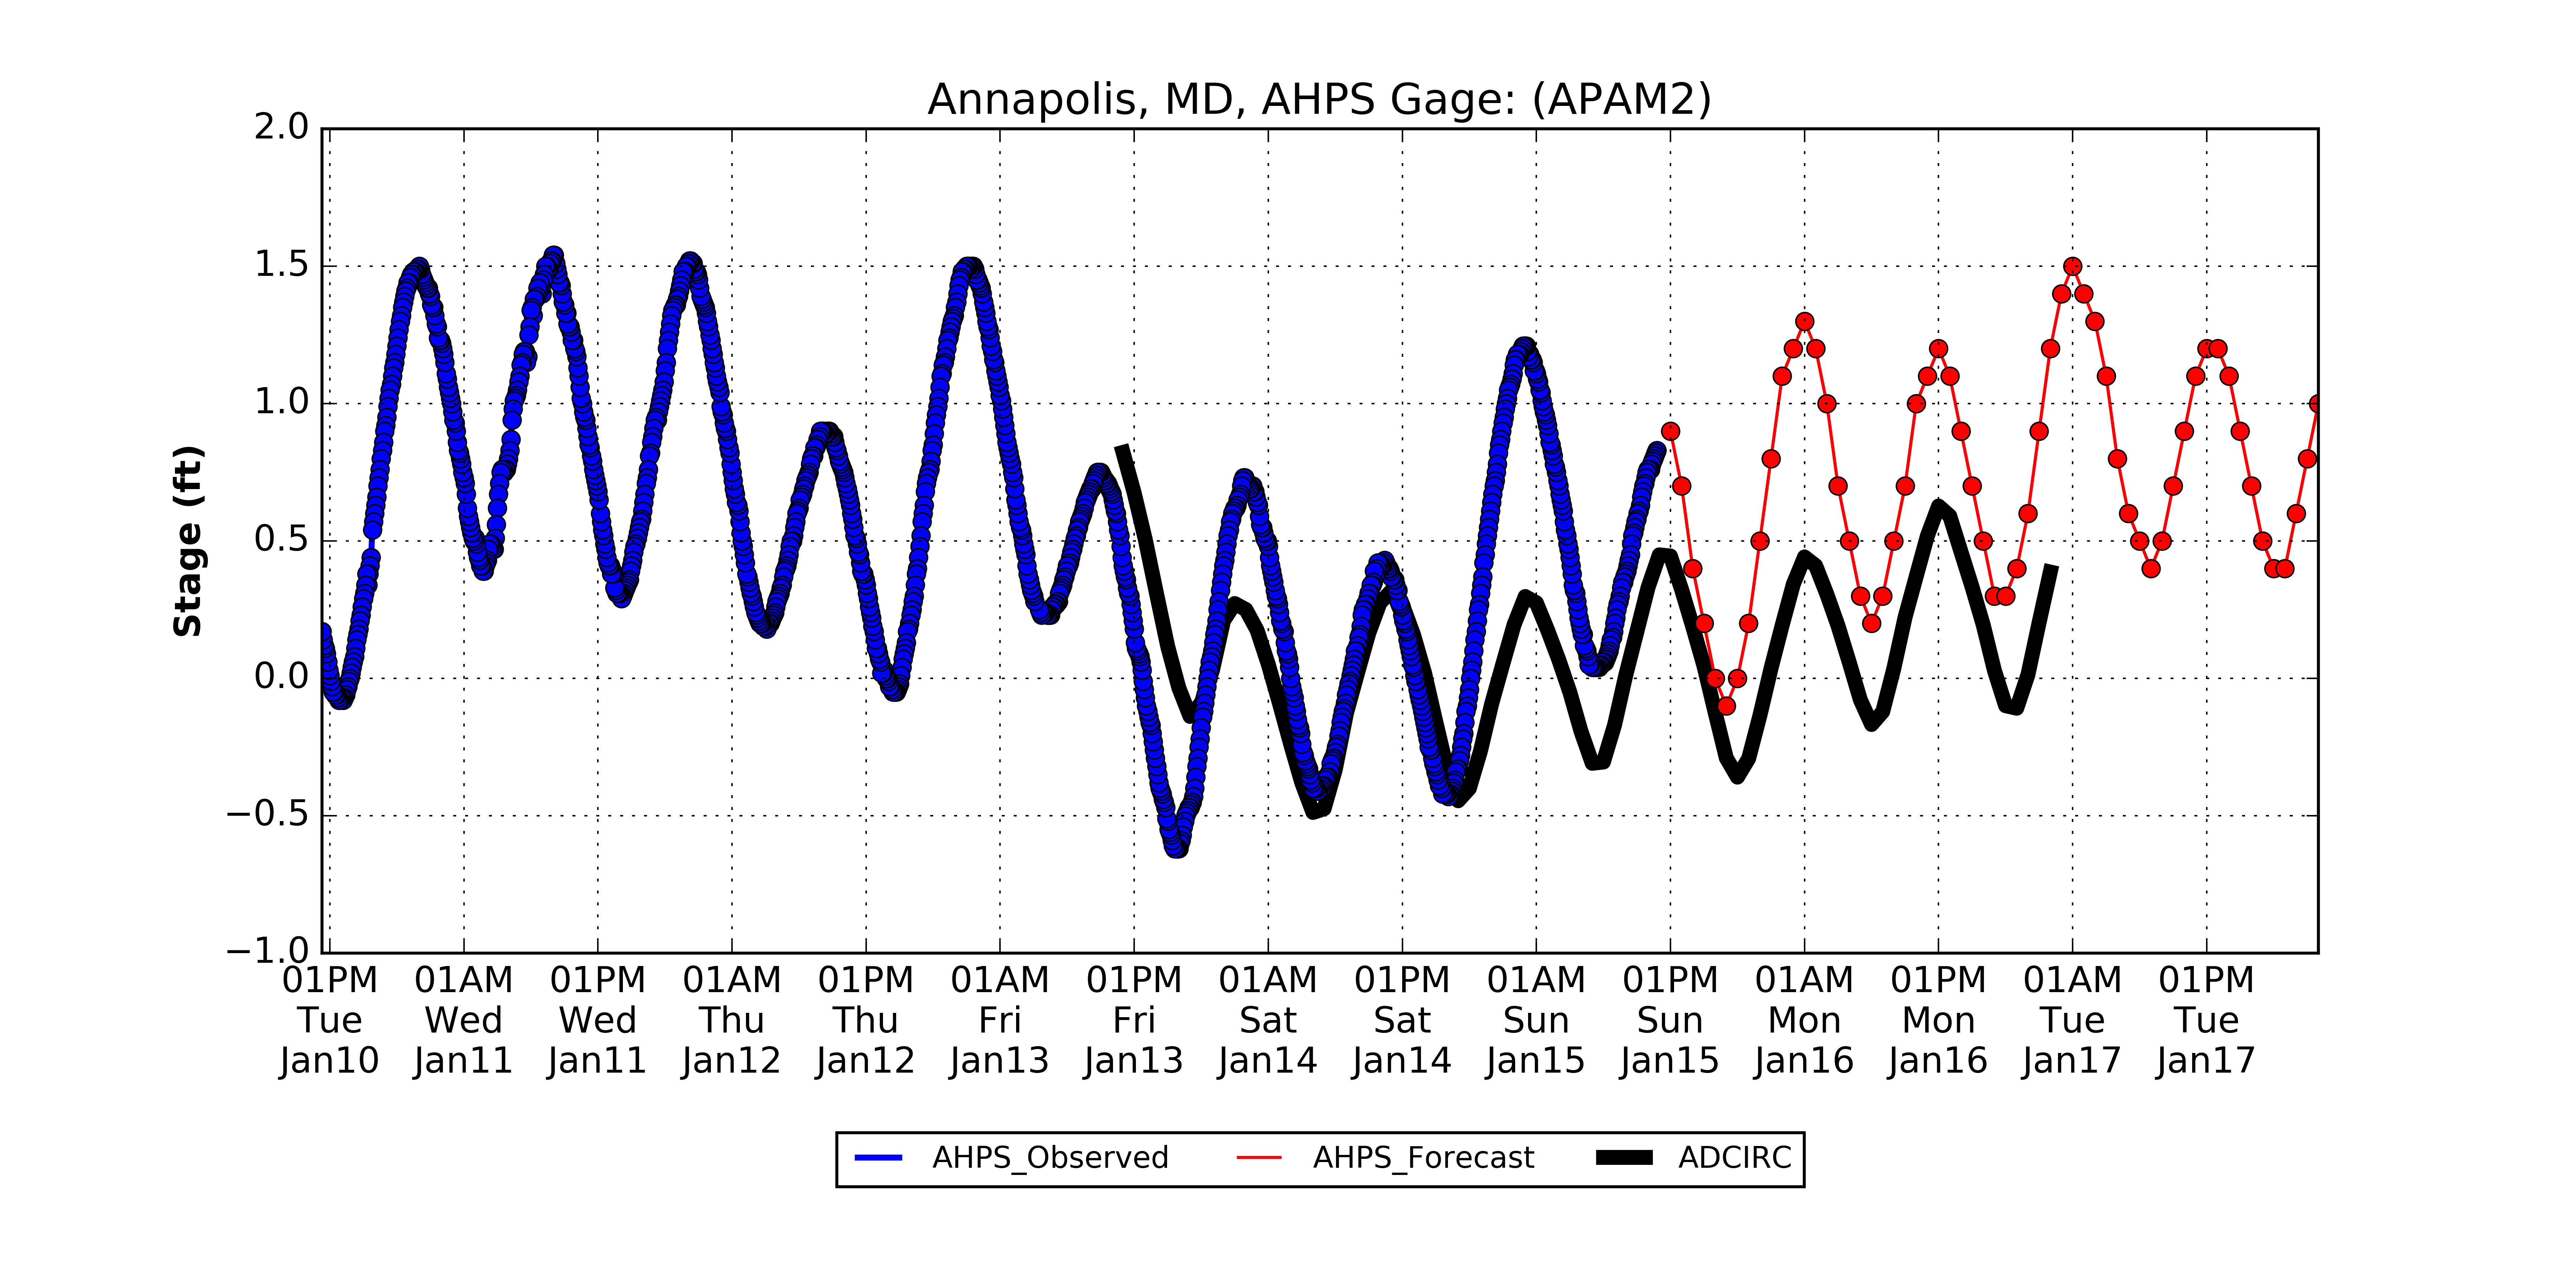 Annapolis, MD, AHPS Gage: (APAM2)
Stage (ft)
2.0
1.5
1.0
0.5
0.0
−0.5
−1.0
01PM 01AM 01PM 01AM 01PM 01AM 01PM 01AM 01PM 01AM 01PM 01AM 01PM 01AM 01PM
Tue Wed Wed Thu Thu Fri Fri Sat Sat Sun Sun Mon Mon Tue Tue
Jan10 Jan11 Jan11 Jan12 Jan12 Jan13 Jan13 Jan14 Jan14 Jan15 Jan15 Jan16 Jan16 Jan17 Jan17
AHPS_Observed AHPS_Forecast ADCIRC